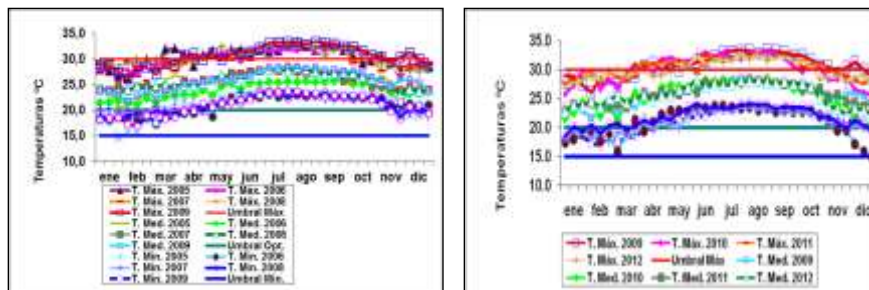 Temperaturas ºC
35,0
30,0
25,0
20,0
15,0
10,0
ene feb mar abr may jun jul ago sep oct nov dic
T. Máx. 2005 T. Máx. 2006
T. Máx. 2007 T. Máx. 2008
T. Máx. 2009 Umbral Máx.
T. Med. 2005 T. Med. 2006
T. Med. 2007 T. Med. 2008
T. Med. 2009 Umbral Opt.
T. Min. 2005 T. Min. 2006
T. Min. 2007 T. Min. 2008
T. Min. 2009 Umbral Min.
Temperaturas ºC
35.0
30.0
25.0
20.0
15.0
10.0
ene feb mar abr may jun jul ago sep oct nov dic
T. Máx. 2009 T. Máx. 2010 T. Máx. 2011
T. Máx. 2012 Umbral Máx T. Med. 2009
T. Med. 2010 T. Med. 2011 T. Med. 2012